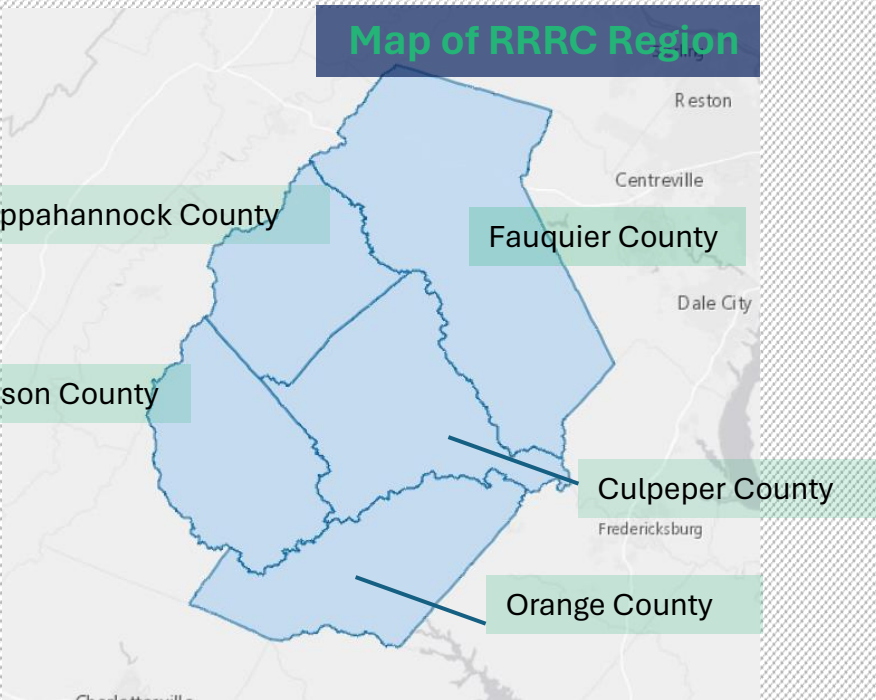 Map of RRRC Region
Reston
Centreville
ppahannock County
Fauquier County
Dale City
son County
Culpeper County
Fredericksburg
Orange County